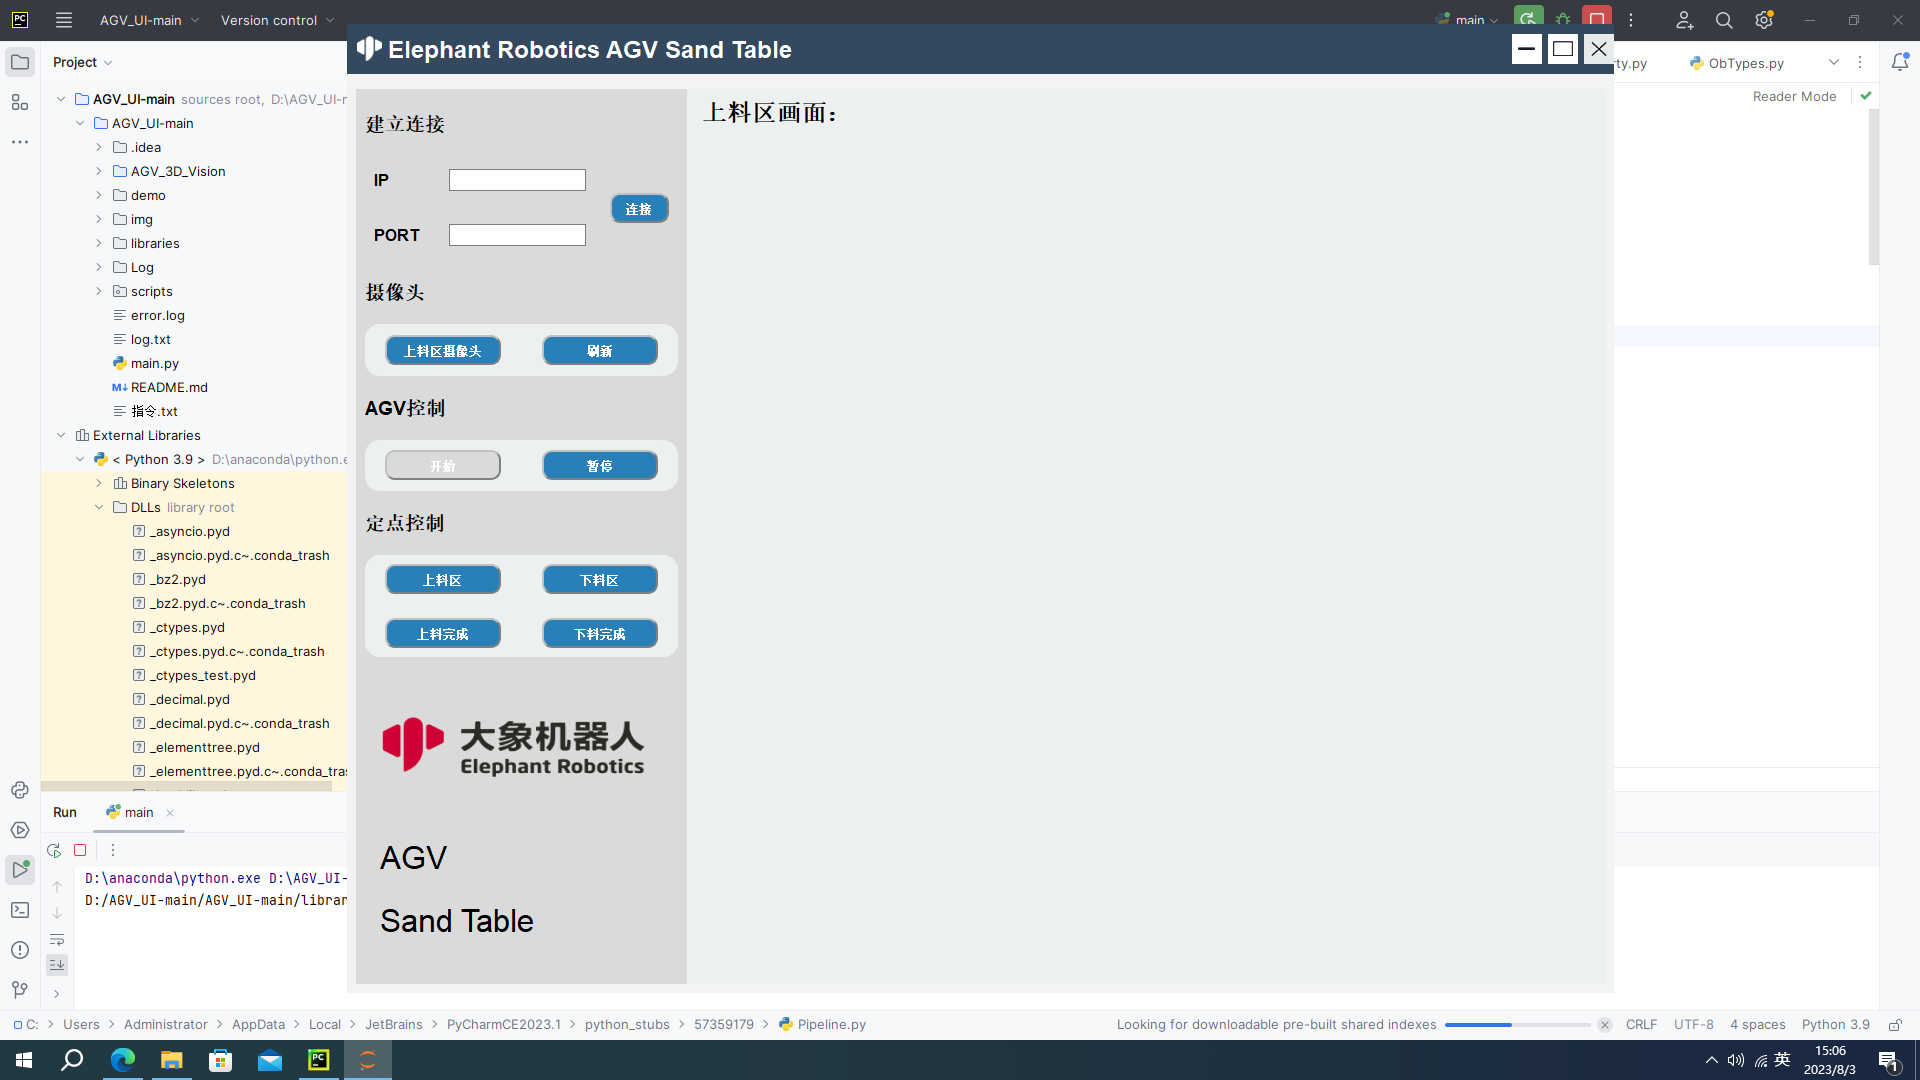 AGV_UI-main
Version control
main
Project
AGV_UI-main sources root, D:\AGV_UI-
AGV_UI-main
.idea
AGV_3D_Vision
demo
img
libraries
Log
scripts
error.log
log.txt
main.py
README.md
指令.txt
External Libraries
< Python 3.9 > D:\anaconda\python.e
Binary Skeletons
DLLs library root
_asyncio.pyd
_asyncio.pyd.c~.conda_trash
_bz2.pyd
_bz2.pyd.c~.conda_trash
_ctypes.pyd
_ctypes.pyd.c~.conda_trash
_ctypes_test.pyd
_decimal.pyd
_decimal.pyd.c~.conda_trash
_elementtree.pyd
_elementtree.pyd.c~.conda_tra
Elephant Robotics AGV Sand Table
建立连接
IP
连接
PORT
摄像头
上料区摄像头 刷新
AGV控制
开始 暂停
定点控制
上料区 下料区
上料完成 下料完成
大象机器人
Elephant Robotics
AGV
Sand Table
上料区画面：
ty.py
ObTypes.py
Reader Mode
Run main
D:\anaconda\python.exe D:\AGV_UI-
D:/AGV_UI-main/AGV_UI-main/librar
C: > Users > Administrator > AppData > Local > JetBrains > PyCharmCE2023.1 > python_stubs > 57359179 > Pipeline.py
Looking for downloadable pre-built shared indexes
CRLF UTF-8 4 spaces Python 3.9
英
15:06
2023/8/3
1